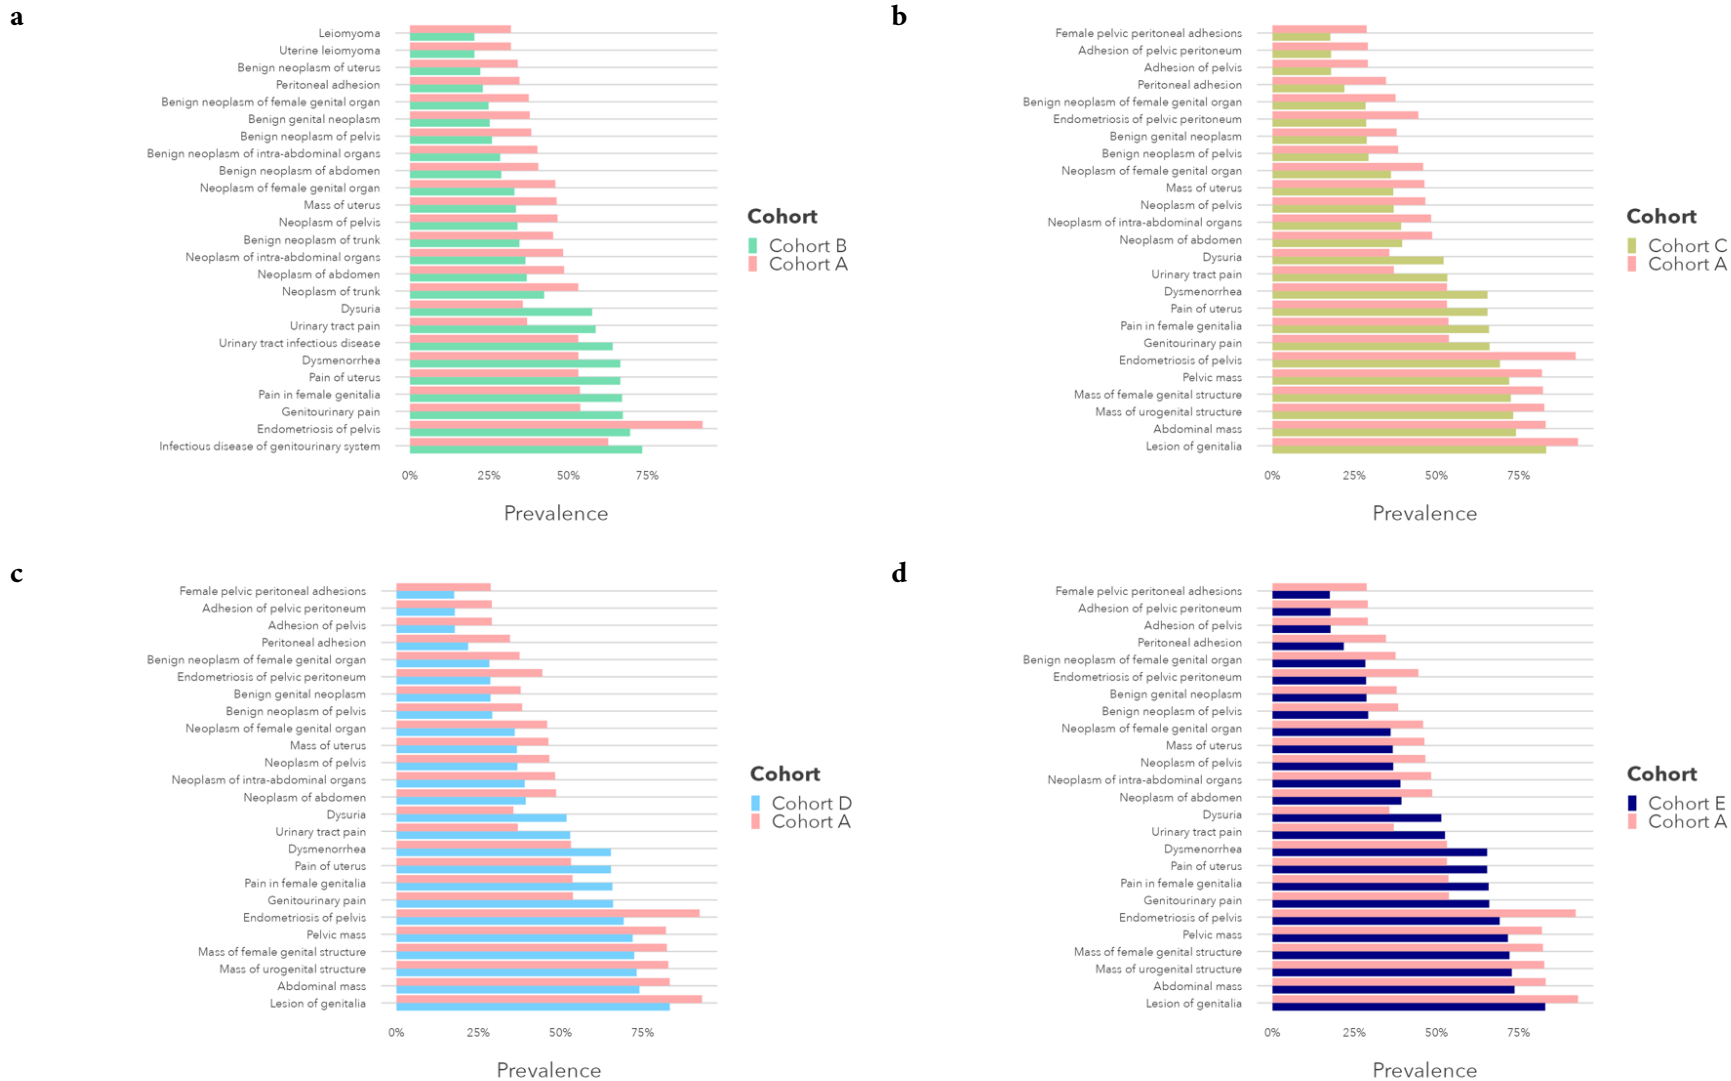 a
Leiomyoma
Uterine leiomyoma
Benign neoplasm of uterus
Peritoneal adhesion
Benign neoplasm of female genital organ
Benign genital neoplasm
Benign neoplasm of pelvis
Benign neoplasm of intra-abdominal organs
Benign neoplasm of abdomen
Neoplasm of female genital organ
Mass of uterus
Neoplasm of pelvis
Benign neoplasm of trunk
Neoplasm of intra-abdominal organs
Neoplasm of abdomen
Neoplasm of trunk
Dysuria
Urinary tract pain
Urinary tract infectious disease
Dysmenorrhea
Pain of uterus
Pain in female genitalia
Genitourinary pain
Endometriosis of pelvis
Infectious disease of genitourinary system
0% 25% 50% 75%
Prevalence
Cohort
Cohort B
Cohort A
b
Female pelvic peritoneal adhesions
Adhesion of pelvic peritoneum
Adhesion of pelvis
Peritoneal adhesion
Benign neoplasm of female genital organ
Endometriosis of pelvic peritoneum
Benign genital neoplasm
Benign neoplasm of pelvis
Neoplasm of female genital organ
Mass of uterus
Neoplasm of pelvis
Neoplasm of intra-abdominal organs
Neoplasm of abdomen
Dysuria
Urinary tract pain
Dysmenorrhea
Pain of uterus
Pain in female genitalia
Genitourinary pain
Endometriosis of pelvis
Pelvic mass
Mass of female genital structure
Mass of urogenital structure
Abdominal mass
Lesion of genitalia
0% 25% 50% 75%
Prevalence
Cohort
Cohort C
Cohort A
c
Female pelvic peritoneal adhesions
Adhesion of pelvic peritoneum
Adhesion of pelvis
Peritoneal adhesion
Benign neoplasm of female genital organ
Endometriosis of pelvic peritoneum
Benign genital neoplasm
Benign neoplasm of pelvis
Neoplasm of female genital organ
Mass of uterus
Neoplasm of pelvis
Neoplasm of intra-abdominal organs
Neoplasm of abdomen
Dysuria
Urinary tract pain
Dysmenorrhea
Pain of uterus
Pain in female genitalia
Genitourinary pain
Endometriosis of pelvis
Pelvic mass
Mass of female genital structure
Mass of urogenital structure
Abdominal mass
Lesion of genitalia
0% 25% 50% 75%
Prevalence
Cohort
Cohort D
Cohort A
d
Female pelvic peritoneal adhesions
Adhesion of pelvic peritoneum
Adhesion of pelvis
Peritoneal adhesion
Benign neoplasm of female genital organ
Endometriosis of pelvic peritoneum
Benign genital neoplasm
Benign neoplasm of pelvis
Neoplasm of female genital organ
Mass of uterus
Neoplasm of pelvis
Neoplasm of intra-abdominal organs
Neoplasm of abdomen
Dysuria
Urinary tract pain
Dysmenorrhea
Pain of uterus
Pain in female genitalia
Genitourinary pain
Endometriosis of pelvis
Pelvic mass
Mass of female genital structure
Mass of urogenital structure
Abdominal mass
Lesion of genitalia
0% 25% 50% 75%
Prevalence
Cohort
Cohort E
Cohort A